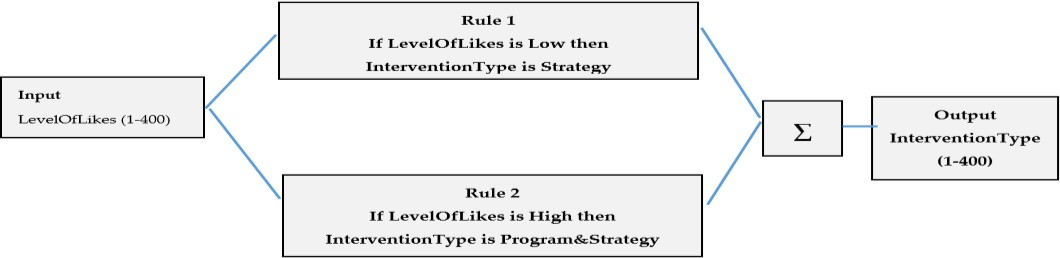 Input
LevelOfLikes (1-400)
Rule 1
If LevelOfLikes is Low then
InterventionType is Strategy
Rule 2
If LevelOfLikes is High then
InterventionType is Program&Strategy
Σ
Output
InterventionType
(1-400)